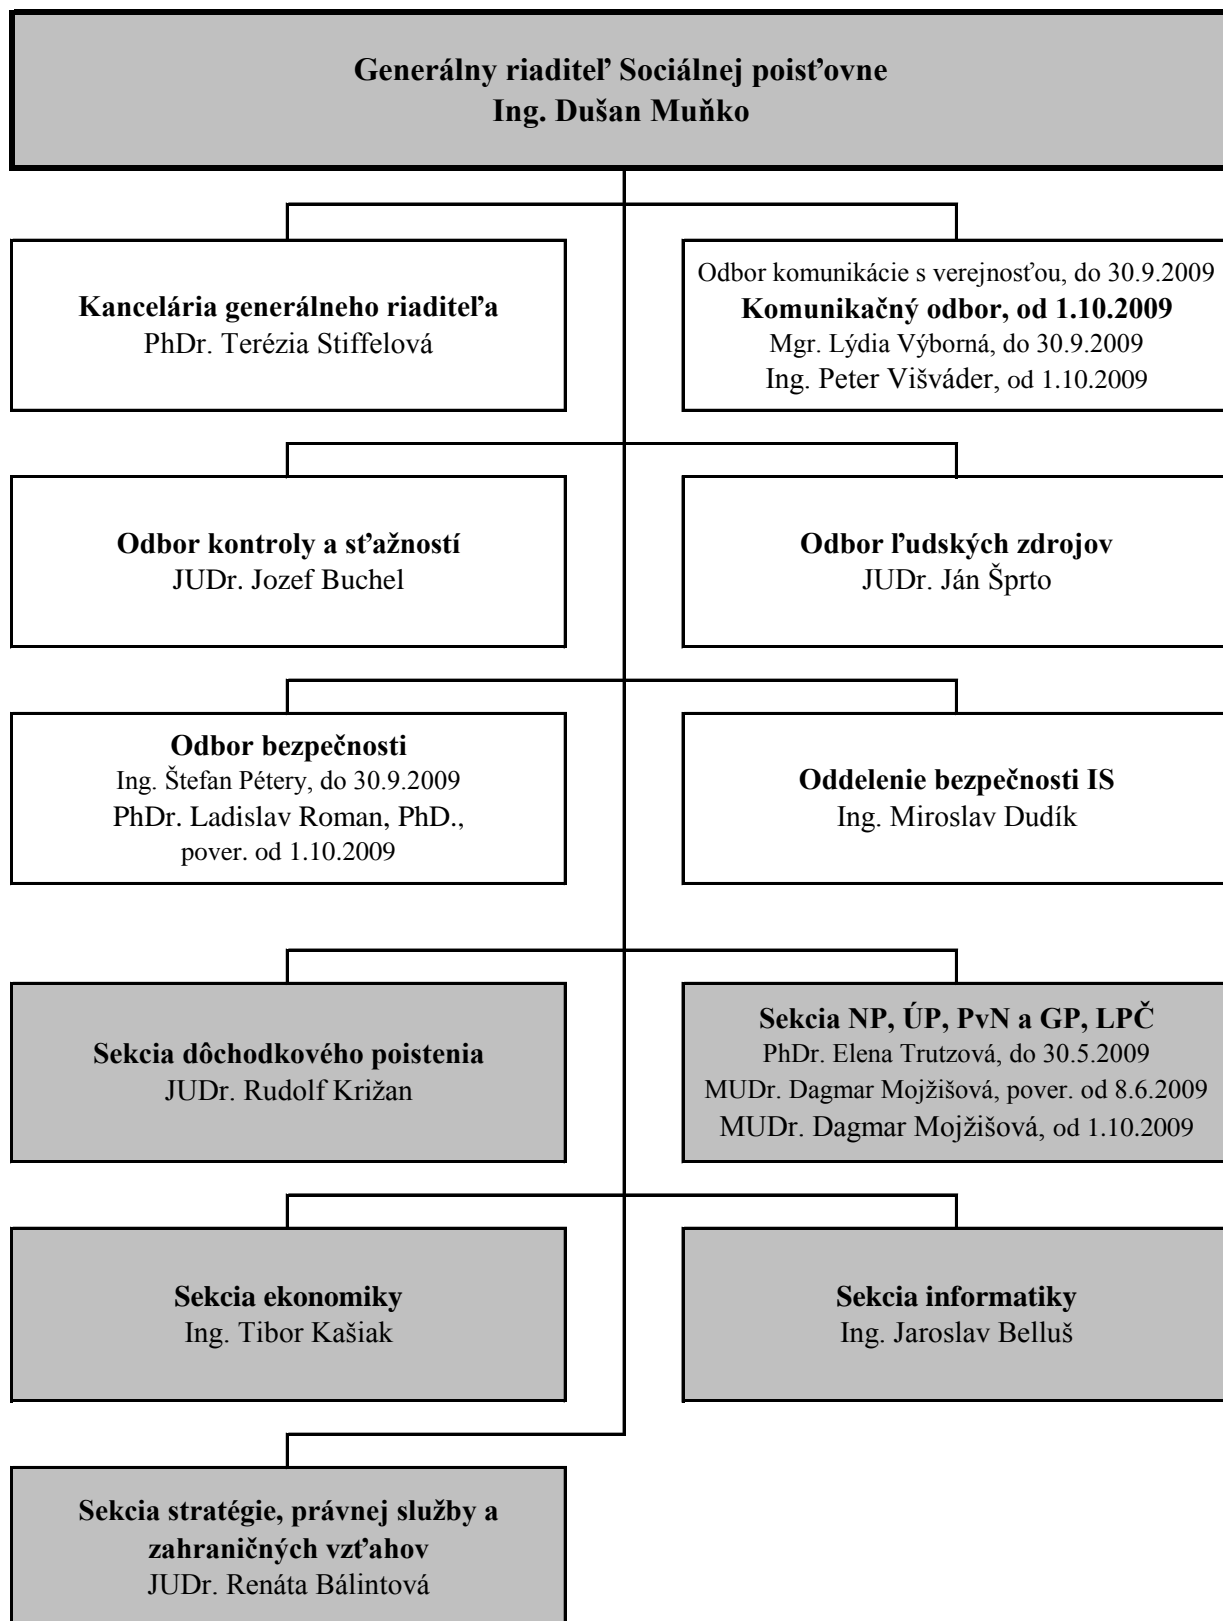 Generálny riaditeľ Sociálnej poisťovne
Ing. Dušan Muňko
Kancelária generálneho riaditeľa
PhDr. Terézia Stiffelová
Odbor komunikácie s verejnosťou, do 30.9.2009
Komunikačný odbor, od 1.10.2009
Mgr. Lýdia Výborná, do 30.9.2009
Ing. Peter Višváder, od 1.10.2009
Odbor kontroly a sťažností
JUDr. Jozef Buchel
Odbor ľudských zdrojov
JUDr. Ján Šprto
Odbor bezpečnosti
Ing. Štefan Pétery, do 30.9.2009
PhDr. Ladislav Roman, PhD.,
pover. od 1.10.2009
Oddelenie bezpečnosti IS
Ing. Miroslav Dudík
Sekcia dôchodkového poistenia
JUDr. Rudolf Križan
Sekcia NP, ÚP, PvN a GP, LPČ
PhDr. Elena Trutzová, do 30.5.2009
MUDr. Dagmar Mojžišová, pover. od 8.6.2009
MUDr. Dagmar Mojžišová, od 1.10.2009
Sekcia ekonomiky
Ing. Tibor Kašiak
Sekcia informatiky
Ing. Jaroslav Belluš
Sekcia stratégie, právnej služby a
zahraničných vzťahov
JUDr. Renáta Bálintová